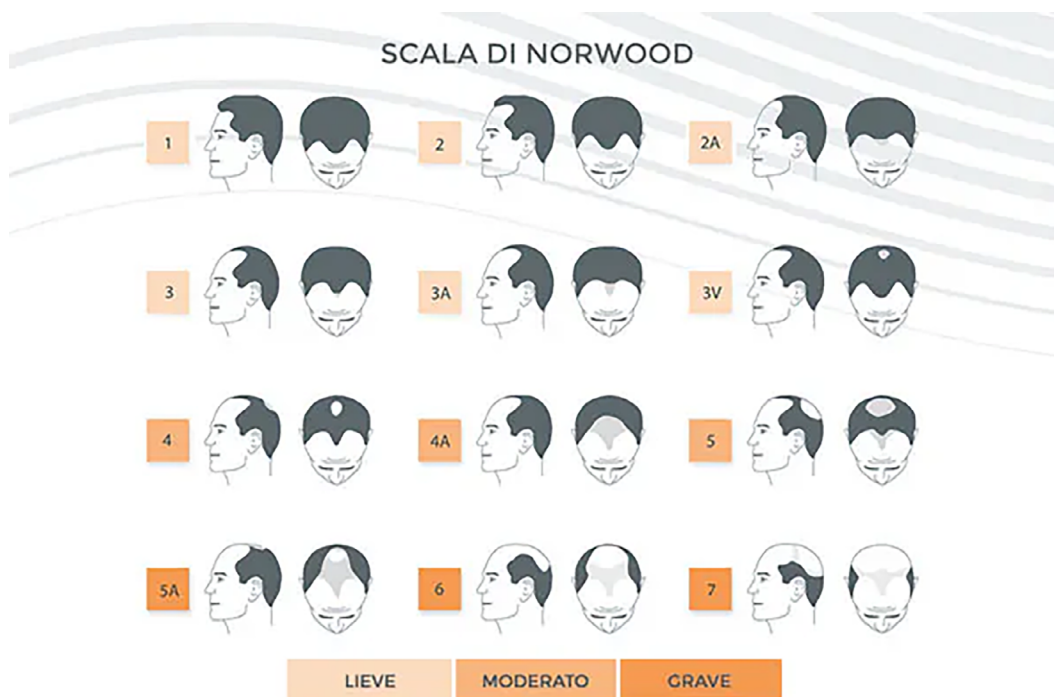 SCALA DI NORWOOD
1
2
2A
3
3A
3V
4
4A
5
5A
6
7
LIEVE
MODERATO
GRAVE